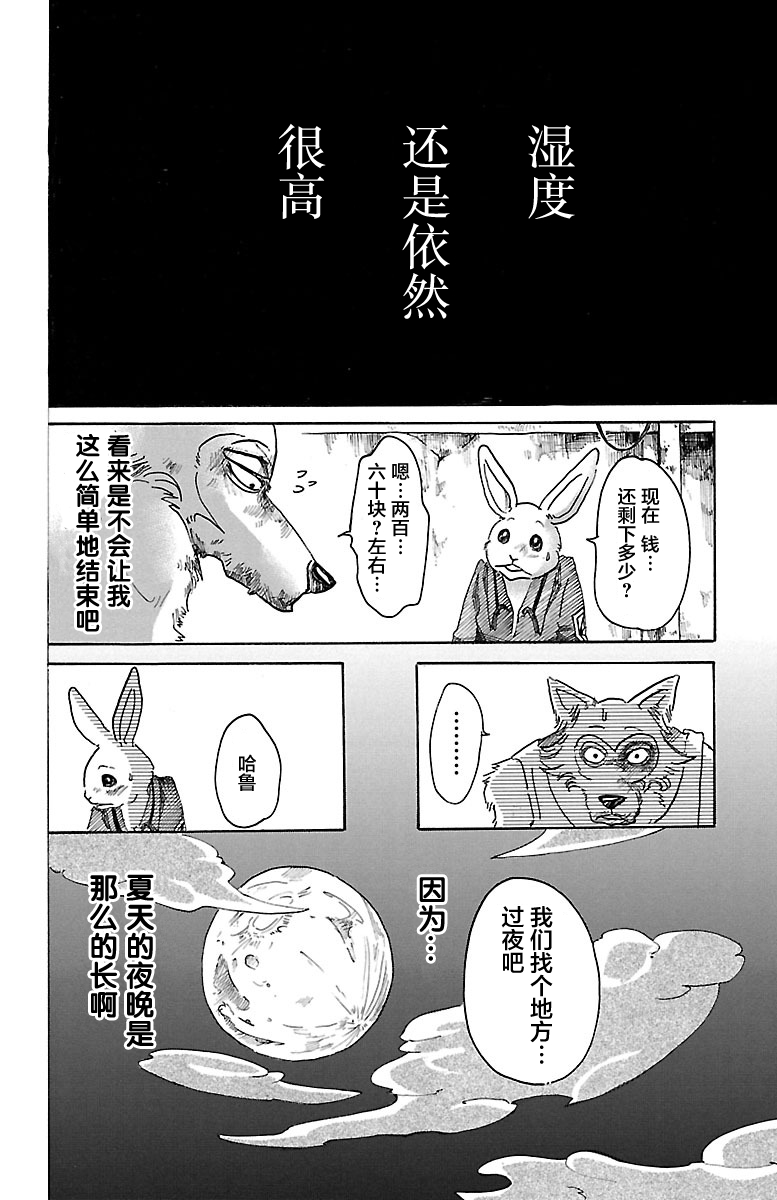 湿度
还是依然
很高
现在 钱…
还剩下多少？
嗯…两百…
六十块？左右…
看来是不会让我
这么简单地结束吧
………
哈鲁
我们找个地方…
过夜吧
因为…
夏天的夜晚是
那么的长啊